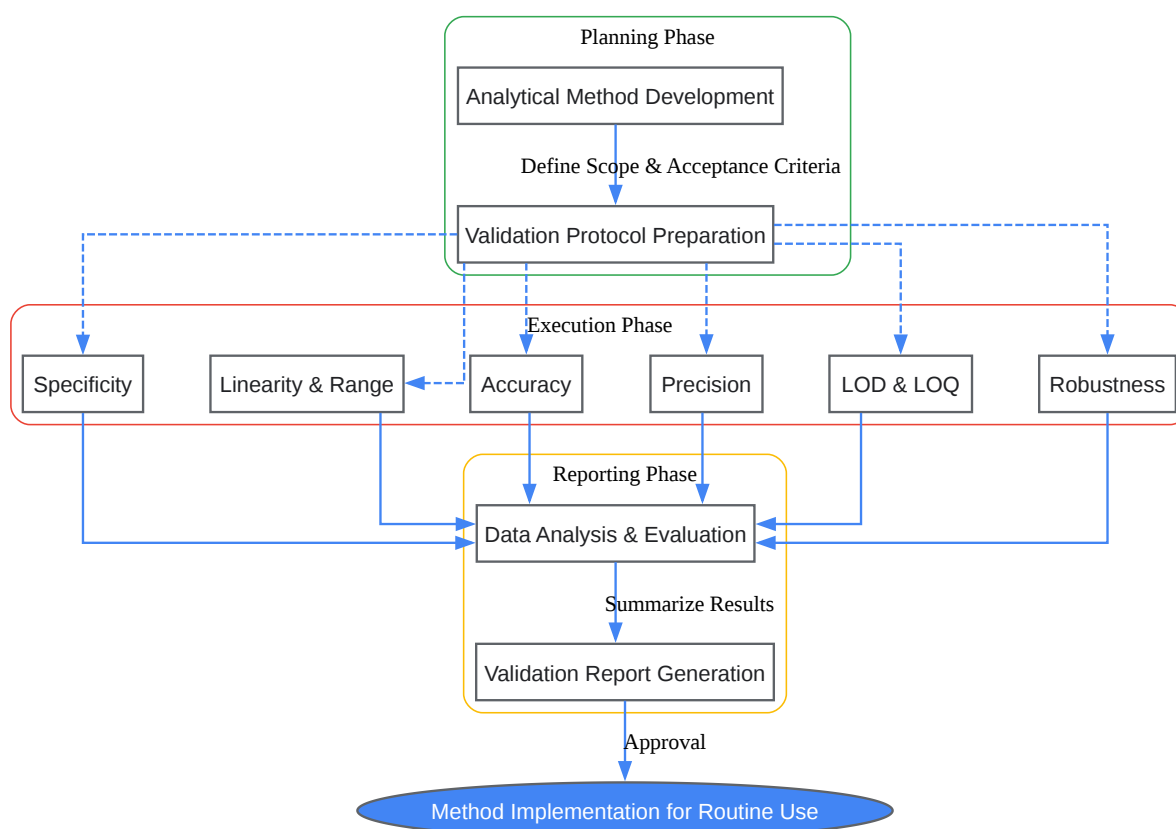 Planning Phase
Analytical Method Development
Define Scope & Acceptance Criteria
Validation Protocol Preparation
Execution Phase
Specificity
Linearity & Range
Accuracy
Precision
LOD & LOQ
Robustness
Reporting Phase
Data Analysis & Evaluation
Summarize Results
Validation Report Generation
Approval
Method Implementation for Routine Use